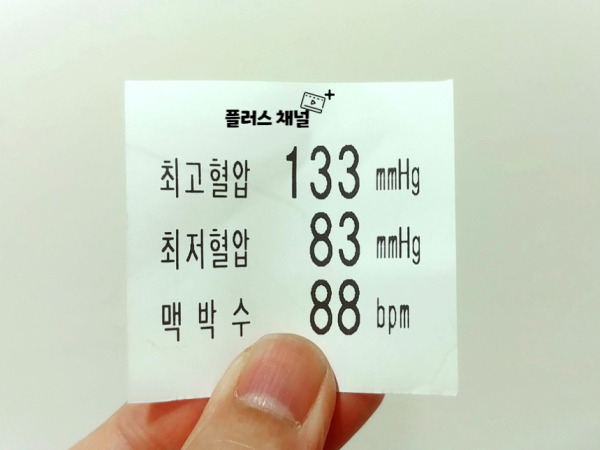 플러스 채널
최고혈압 133 mmHg
최저혈압 83 mmHg
맥박수 88 bpm